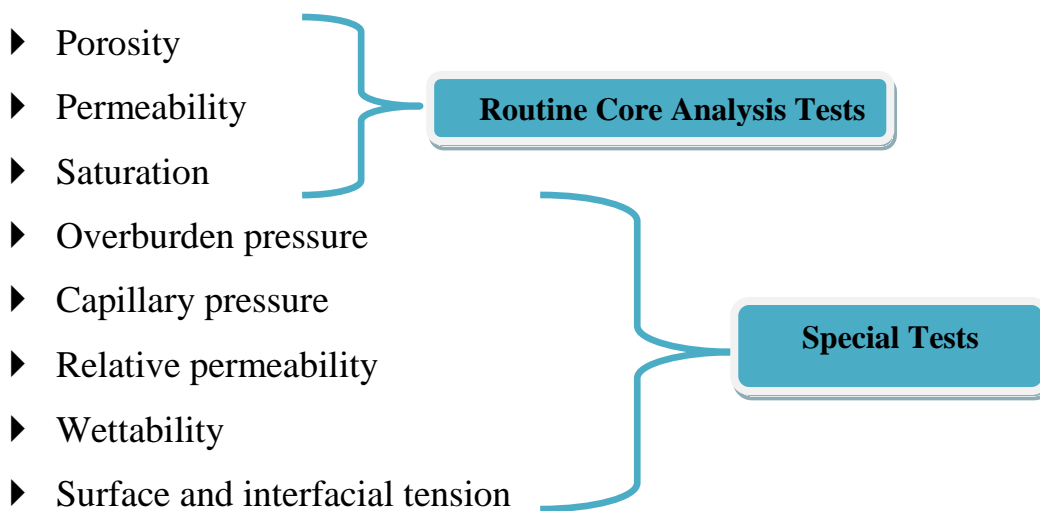 Porosity
Permeability
Routine Core Analysis Tests
Saturation
Overburden pressure
Capillary pressure
Special Tests
Relative permeability
Wettability
Surface and interfacial tension